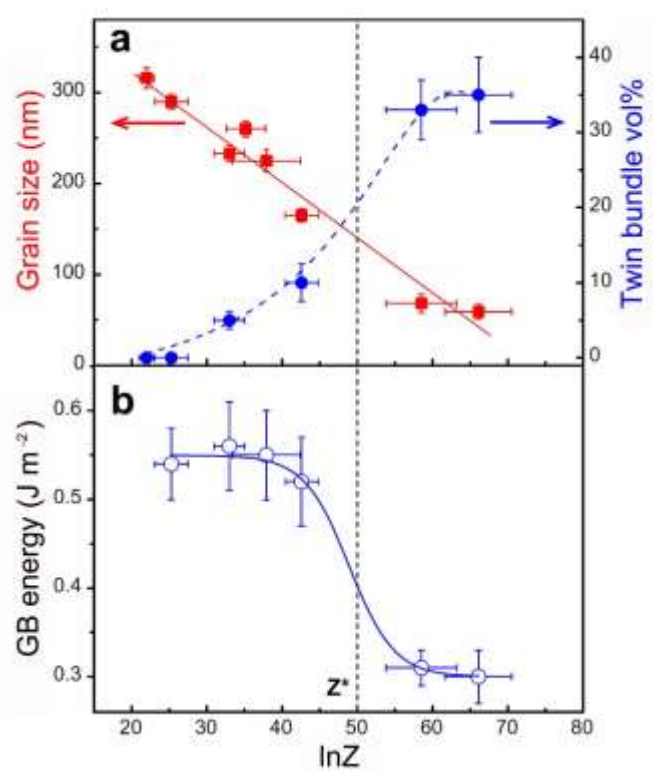 a
300
200
100
0
Grain size (nm)
40
30
20
10
0
Twin bundle vol%
b
0.6
0.5
0.4
0.3
GB energy (J m⁻²)
Z*
20 30 40 50 60 70 80
lnZ